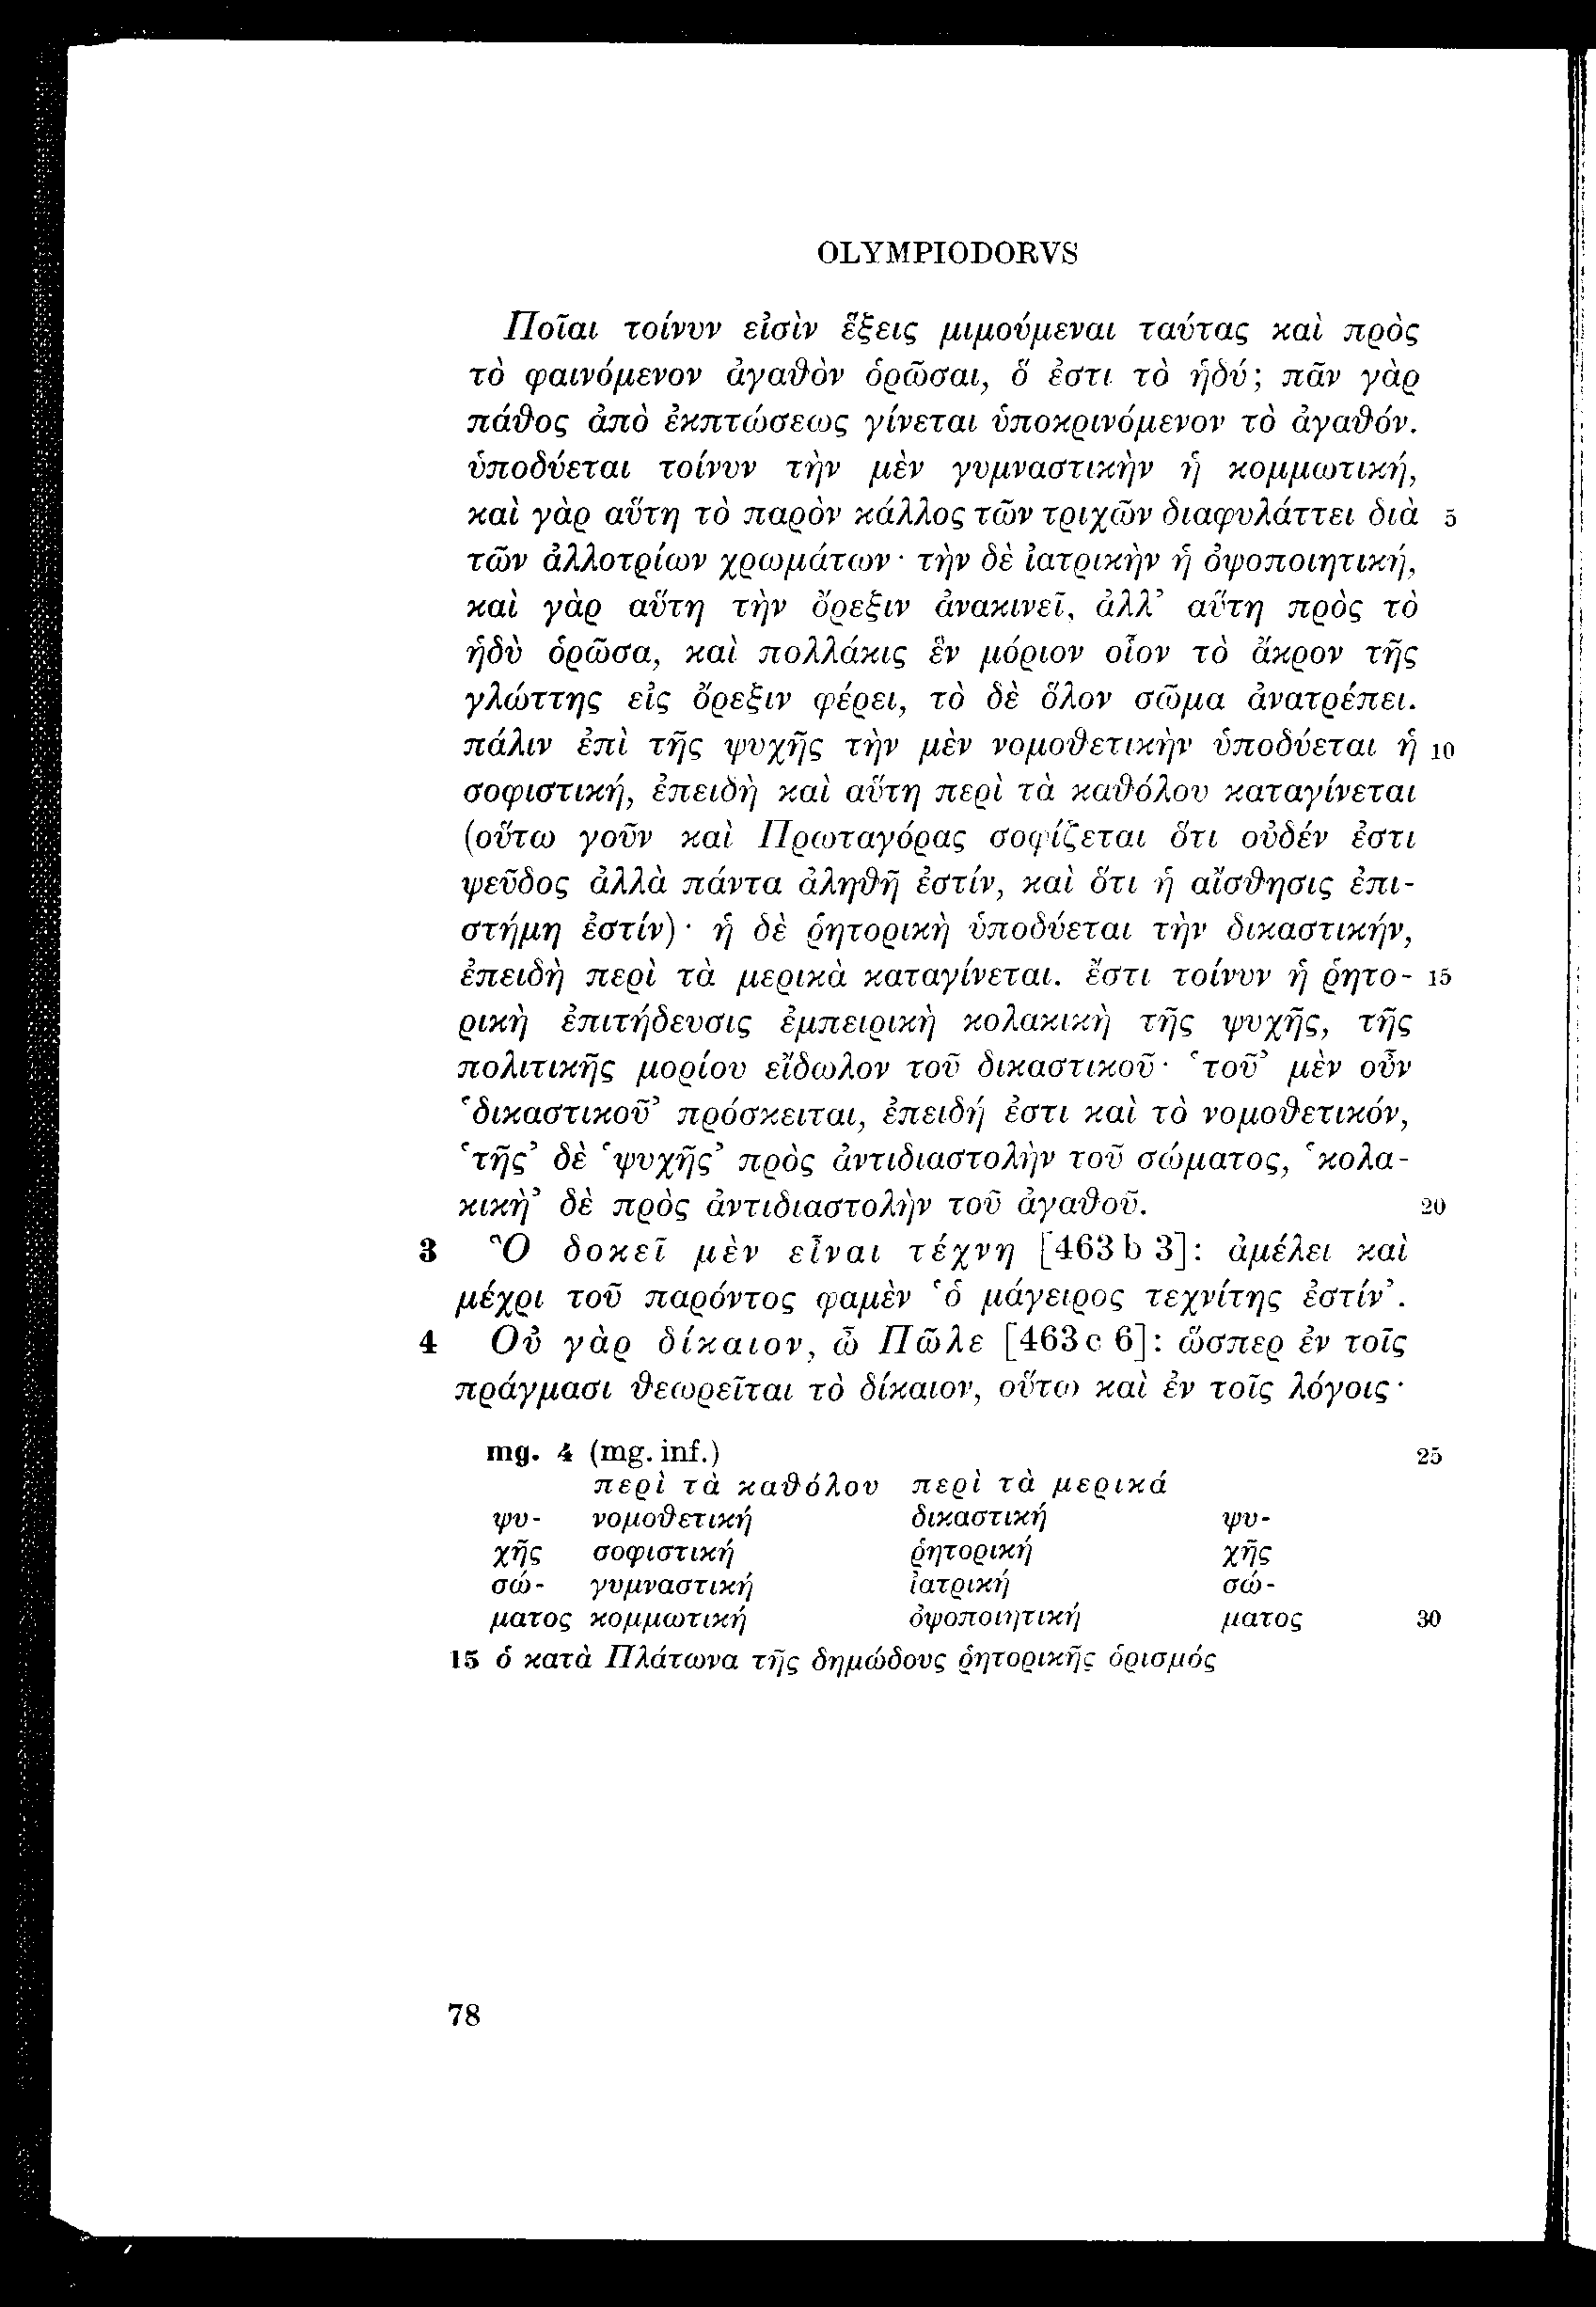 OLYMPIODORVS
Ποῖαι τοίνυν εἰσὶν ἕξεις μιμούμεναι ταύτας καὶ πρὸς
τὸ φαινόμενον ἀγαθὸν ὁρῶσαι, ὅ ἐστι τὸ ἡδύ; πᾶν γὰρ
πάθος ἀπὸ ἐκπτώσεως γίνεται ὑποκρινόμενον τὸ ἀγαθόν.
ὑποδύεται τοίνυν τὴν μὲν γυμναστικὴν ἡ κομμωτική,
καὶ γὰρ αὕτη τὸ παρὸν κάλλος τῶν τριχῶν διαφυλάττει διὰ 5
τῶν ἀλλοτρίων χρωμάτων· τὴν δὲ ἰατρικὴν ἡ ὀψοποιητική,
καὶ γὰρ αὕτη τὴν ὄρεξιν ἀνακινεῖ, ἀλλ’ αὕτη πρὸς τὸ
ἡδὺ ὁρῶσα, καὶ πολλάκις ἓν μόριον οἷον τὸ ἄκρον τῆς
γλώττης εἰς ὄρεξιν φέρει, τὸ δὲ ὅλον σῶμα ἀνατρέπει.
πάλιν ἐπὶ τῆς ψυχῆς τὴν μὲν νομοθετικὴν ὑποδύεται ἡ 10
σοφιστική, ἐπειδὴ καὶ αὕτη περὶ τὰ καθόλου καταγίνεται
(οὕτω γοῦν καὶ Πρωταγόρας σοφίζεται ὅτι οὐδέν ἐστι
ψεῦδος ἀλλὰ πάντα ἀληθῆ ἐστίν, καὶ ὅτι ἡ αἴσθησις ἐπι-
στήμη ἐστίν)· ἡ δὲ ῥητορικὴ ὑποδύεται τὴν δικαστικήν,
ἐπειδὴ περὶ τὰ μερικὰ καταγίνεται. ἔστι τοίνυν ἡ ῥητο- 15
ρικὴ ἐπιτήδευσις ἐμπειρικὴ κολακικὴ τῆς ψυχῆς, τῆς
πολιτικῆς μορίου εἴδωλον τοῦ δικαστικοῦ· ‘τοῦ’ μὲν οὖν
‘δικαστικοῦ’ πρόσκειται, ἐπειδή ἐστι καὶ τὸ νομοθετικόν,
‘τῆς’ δὲ ‘ψυχῆς’ πρὸς ἀντιδιαστολὴν τοῦ σώματος, ‘κολα-
κικὴ’ δὲ πρὸς ἀντιδιαστολὴν τοῦ ἀγαθοῦ. 20
3 Ὃ δοκεῖ μὲν εἶναι τέχνη [463 b 3]: ἀμέλει καὶ
μέχρι τοῦ παρόντος φαμὲν ‘ὁ μάγειρος τεχνίτης ἐστίν’.
4 Οὐ γὰρ δίκαιον, ὦ Πῶλε [463 c 6]: ὥσπερ ἐν τοῖς
πράγμασι θεωρεῖται τὸ δίκαιον, οὕτω καὶ ἐν τοῖς λόγοις·
mg. 4 (mg. inf.) 25
περὶ τὰ καθόλου περὶ τὰ μερικά
ψυ- νομοθετική δικαστική ψυ-
χῆς σοφιστική ῥητορική χῆς
σώ- γυμναστική ἰατρική σώ-
ματος κομμωτική ὀψοποιητική ματος 30
15 ὁ κατὰ Πλάτωνα τῆς δημώδους ῥητορικῆς ὁρισμός
78